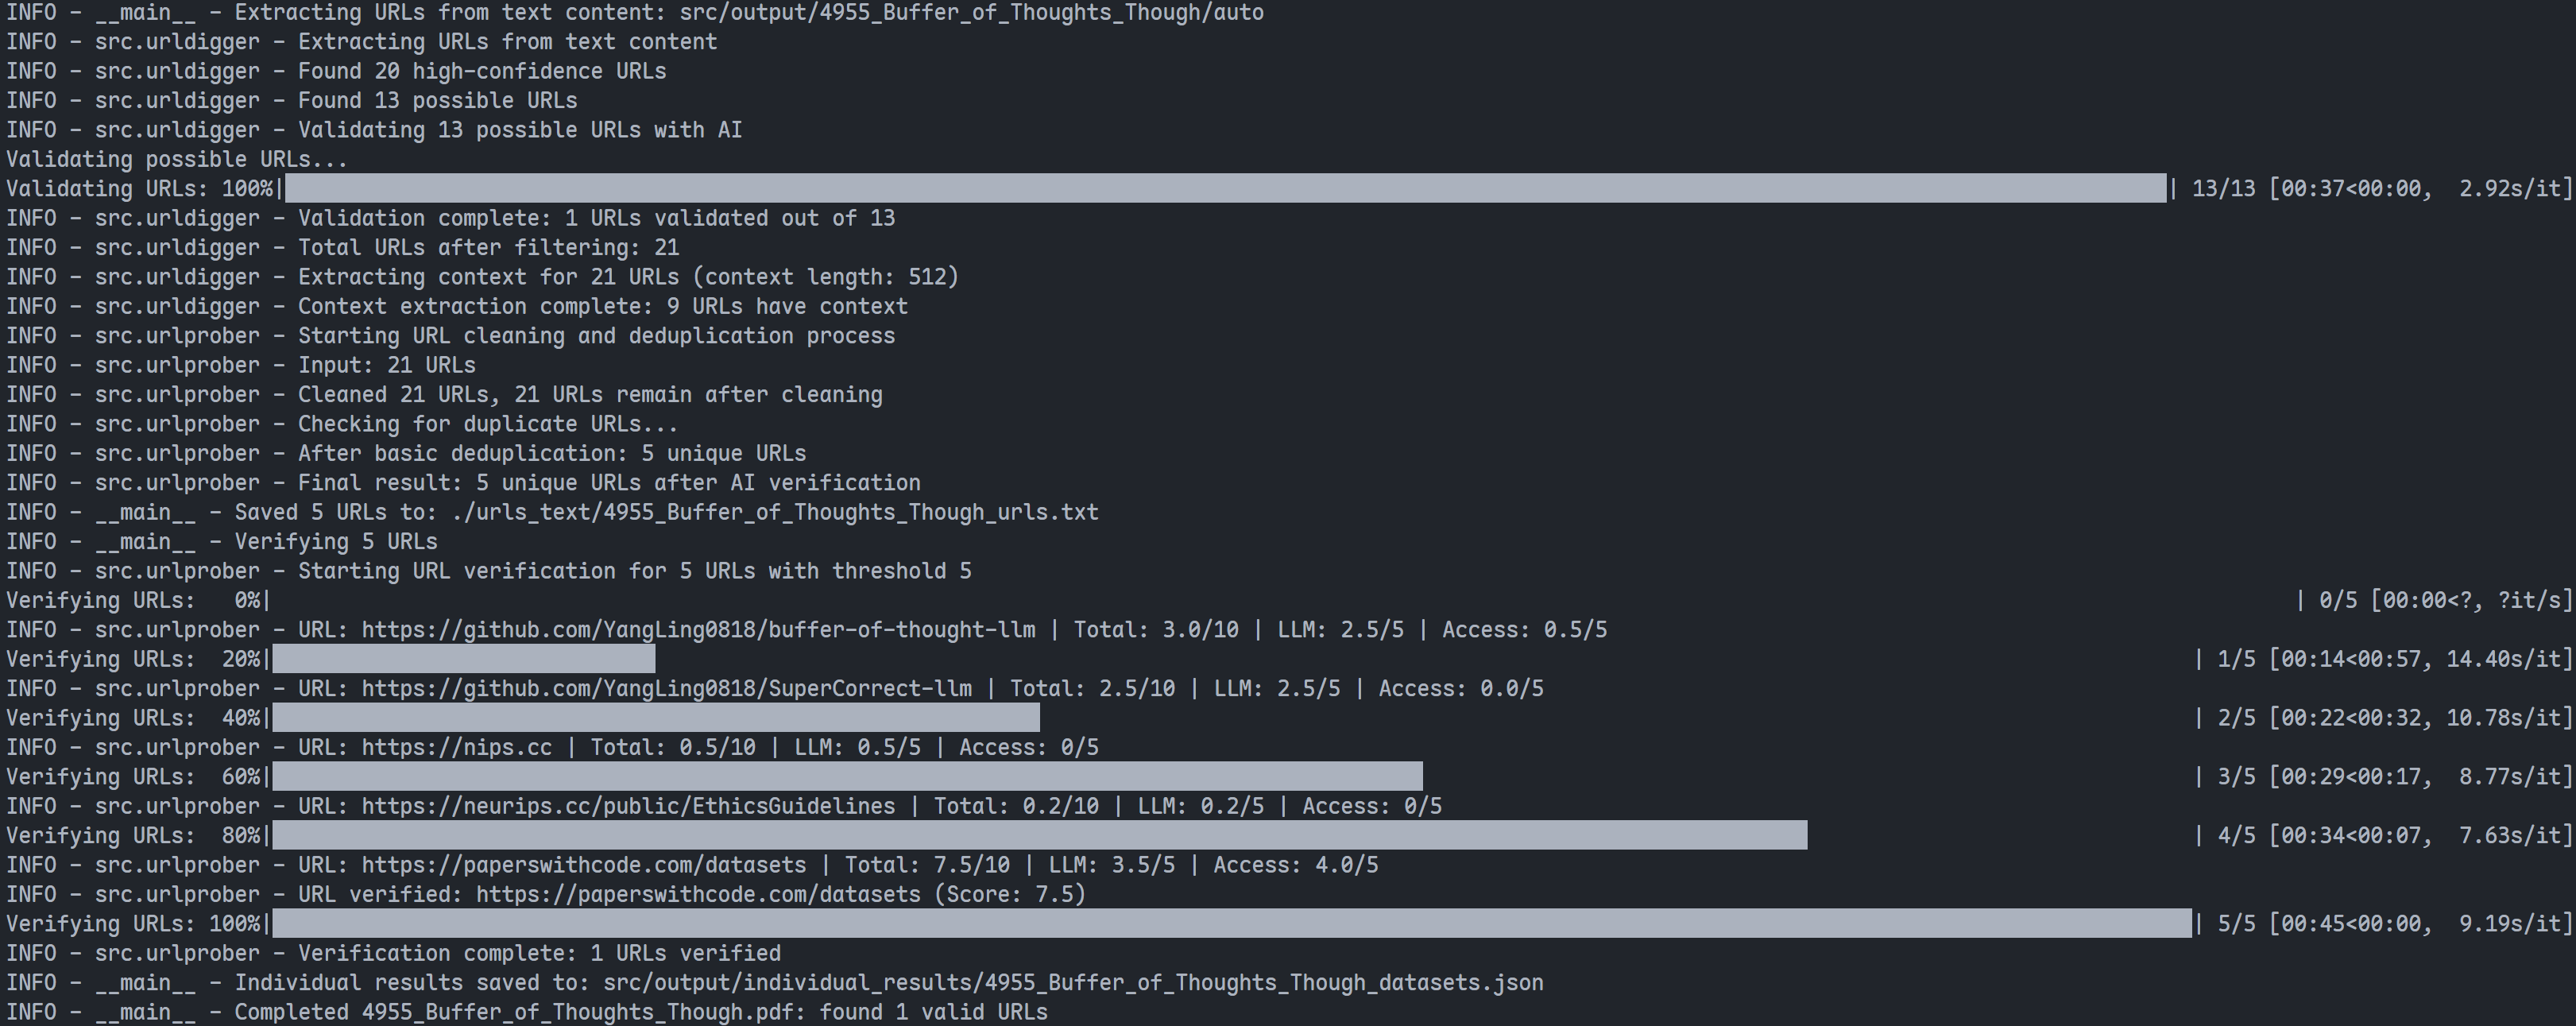 INFO - __main__ - Extracting URLs from text content: src/output/4955_Buffer_of_Thoughts_Though/auto
INFO - src.urldigger - Extracting URLs from text content
INFO - src.urldigger - Found 20 high-confidence URLs
INFO - src.urldigger - Found 13 possible URLs
INFO - src.urldigger - Validating 13 possible URLs with AI
Validating possible URLs...
Validating URLs: 100%| | 13/13 [00:37<00:00,  2.92s/it]
INFO - src.urldigger - Validation complete: 1 URLs validated out of 13
INFO - src.urldigger - Total URLs after filtering: 21
INFO - src.urldigger - Extracting context for 21 URLs (context length: 512)
INFO - src.urldigger - Context extraction complete: 9 URLs have context
INFO - src.urlprober - Starting URL cleaning and deduplication process
INFO - src.urlprober - Input: 21 URLs
INFO - src.urlprober - Cleaned 21 URLs, 21 URLs remain after cleaning
INFO - src.urlprober - Checking for duplicate URLs...
INFO - src.urlprober - After basic deduplication: 5 unique URLs
INFO - src.urlprober - Final result: 5 unique URLs after AI verification
INFO - __main__ - Saved 5 URLs to: ./urls_text/4955_Buffer_of_Thoughts_Though_urls.txt
INFO - __main__ - Verifying 5 URLs
INFO - src.urlprober - Starting URL verification for 5 URLs with threshold 5
Verifying URLs:   0%| | 0/5 [00:00<?, ?it/s]
INFO - src.urlprober - URL: https://github.com/YangLing0818/buffer-of-thought-llm | Total: 3.0/10 | LLM: 2.5/5 | Access: 0.5/5
Verifying URLs:  20%| | 1/5 [00:14<00:57, 14.40s/it]
INFO - src.urlprober - URL: https://github.com/YangLing0818/SuperCorrect-llm | Total: 2.5/10 | LLM: 2.5/5 | Access: 0.0/5
Verifying URLs:  40%| | 2/5 [00:22<00:32, 10.78s/it]
INFO - src.urlprober - URL: https://nips.cc | Total: 0.5/10 | LLM: 0.5/5 | Access: 0/5
Verifying URLs:  60%| | 3/5 [00:29<00:17,  8.77s/it]
INFO - src.urlprober - URL: https://neurips.cc/public/EthicsGuidelines | Total: 0.2/10 | LLM: 0.2/5 | Access: 0/5
Verifying URLs:  80%| | 4/5 [00:34<00:07,  7.63s/it]
INFO - src.urlprober - URL: https://paperswithcode.com/datasets | Total: 7.5/10 | LLM: 3.5/5 | Access: 4.0/5
INFO - src.urlprober - URL verified: https://paperswithcode.com/datasets (Score: 7.5)
Verifying URLs: 100%| | 5/5 [00:45<00:00,  9.19s/it]
INFO - src.urlprober - Verification complete: 1 URLs verified
INFO - __main__ - Individual results saved to: src/output/individual_results/4955_Buffer_of_Thoughts_Though_datasets.json
INFO - __main__ - Completed 4955_Buffer_of_Thoughts_Though.pdf: found 1 valid URLs